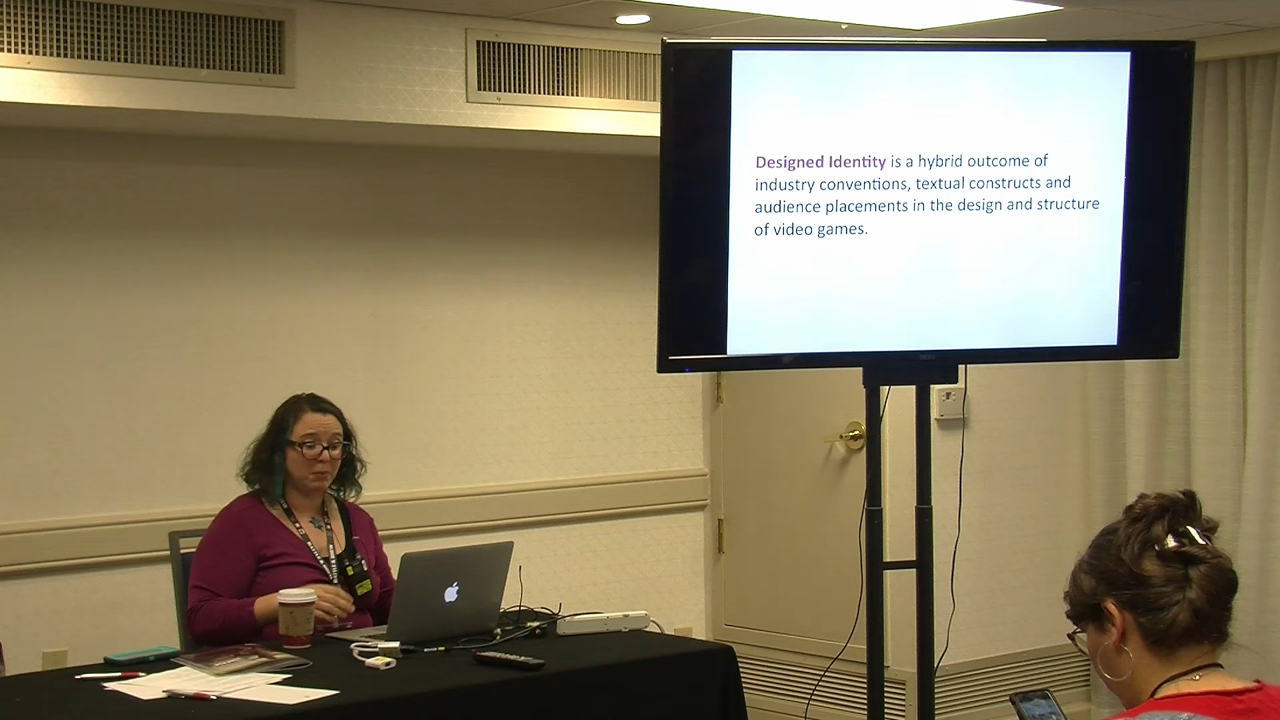 Designed Identity is a hybrid outcome of
industry conventions, textual constructs and
audience placements in the design and structure
of video games.